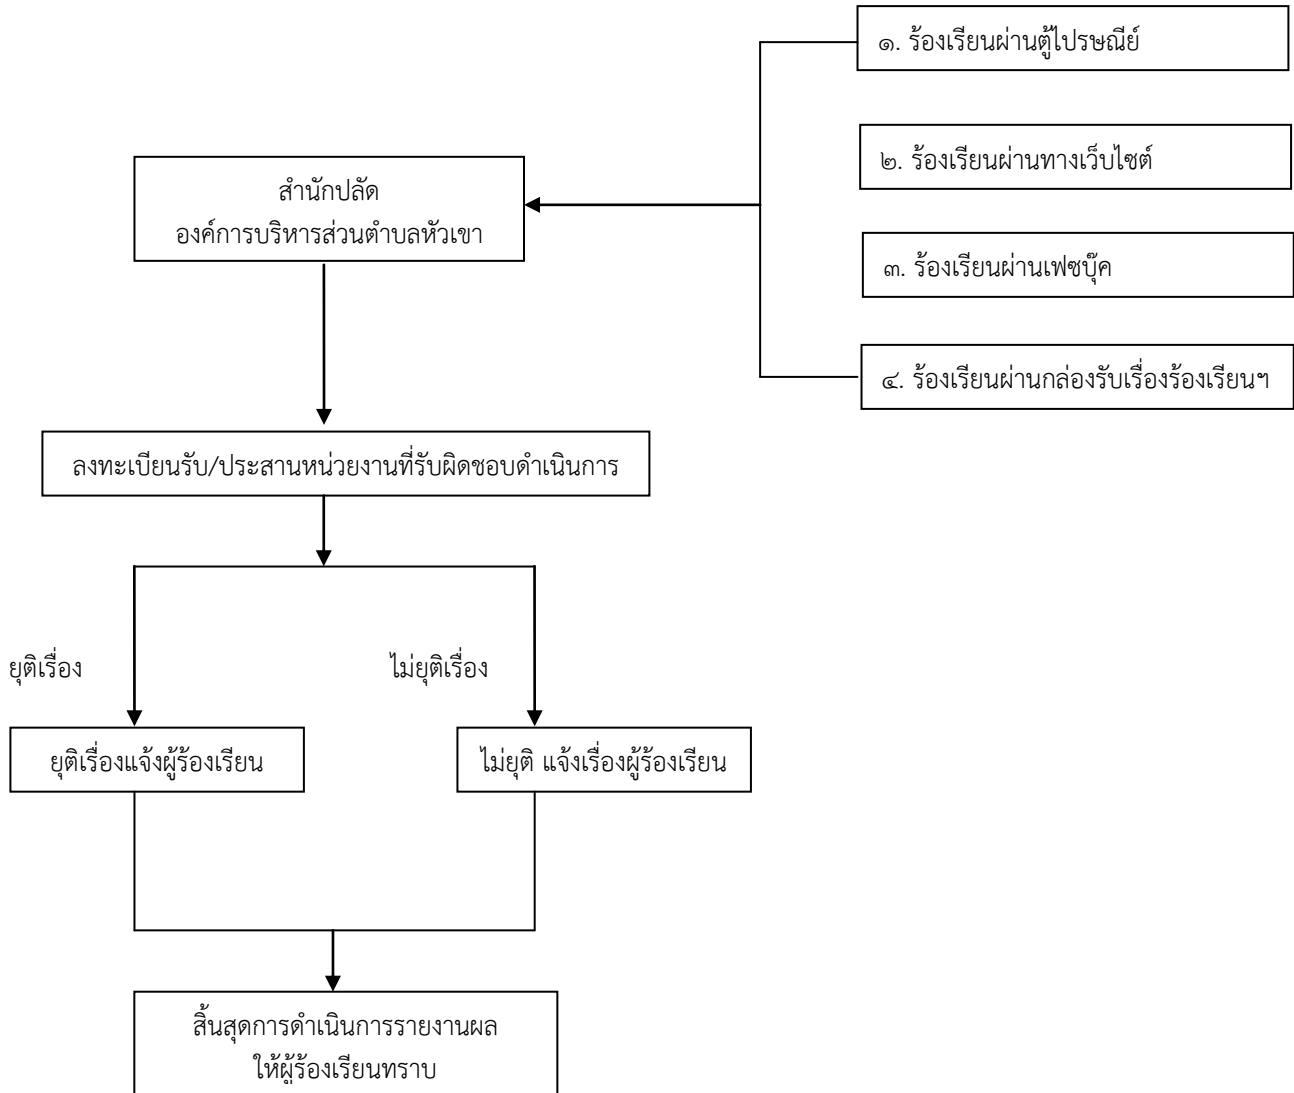 ๑. ร้องเรียนผ่านตู้ไปรษณีย์
๒. ร้องเรียนผ่านทางเว็บไซต์
สำนักปลัด
องค์การบริหารส่วนตำบลหัวเขา
๓. ร้องเรียนผ่านเฟซบุ๊ค
๔. ร้องเรียนผ่านกล่องรับเรื่องร้องเรียนฯ
ลงทะเบียนรับ/ประสานหน่วยงานที่รับผิดชอบดำเนินการ
ยุติเรื่อง
ไม่ยุติเรื่อง
ยุติเรื่องแจ้งผู้ร้องเรียน
ไม่ยุติ แจ้งเรื่องผู้ร้องเรียน
สิ้นสุดการดำเนินการรายงานผล
ให้ผู้ร้องเรียนทราบ